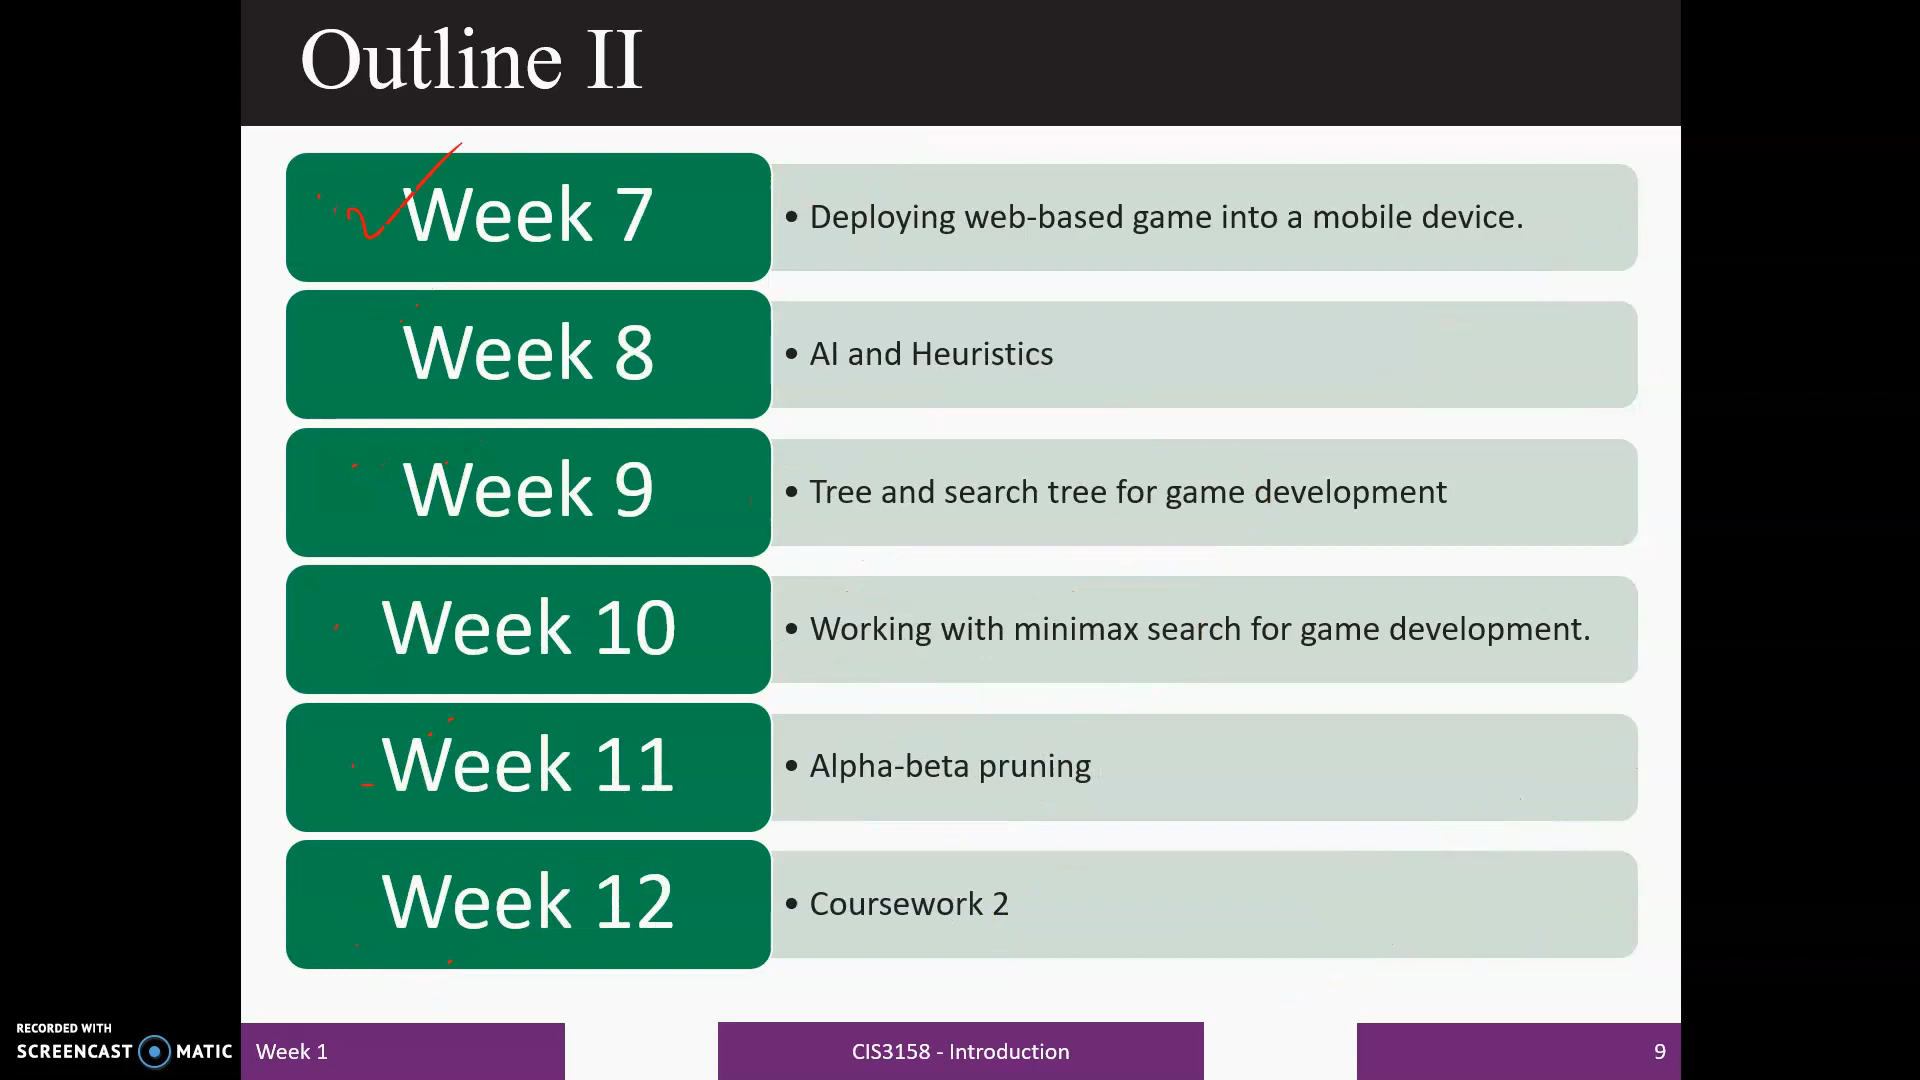 Outline II
Week 7
• Deploying web-based game into a mobile device.
Week 8
• AI and Heuristics
Week 9
• Tree and search tree for game development
Week 10
• Working with minimax search for game development.
Week 11
• Alpha-beta pruning
Week 12
• Coursework 2
RECORDED WITH
SCREENCAST MATIC
Week 1
CIS3158 - Introduction
9